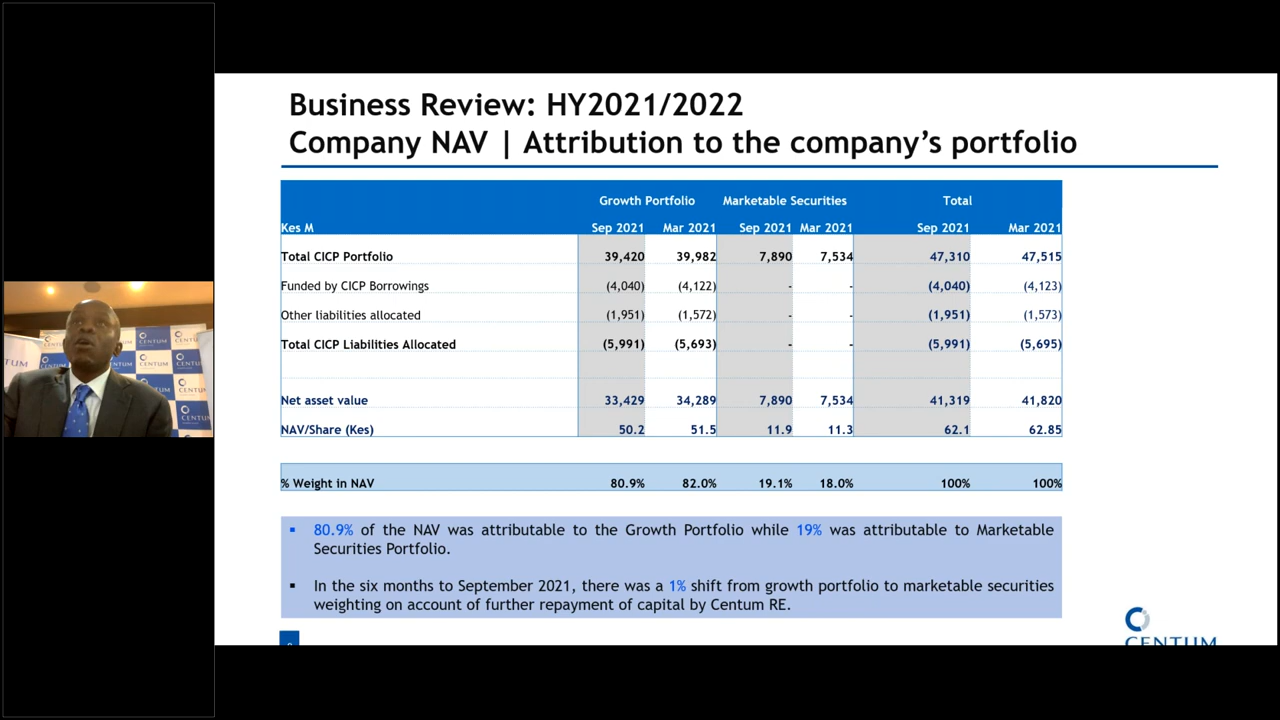 Business Review: HY2021/2022
Company NAV | Attribution to the company's portfolio
Growth Portfolio Marketable Securities Total
Kes M Sep 2021 Mar 2021 Sep 2021 Mar 2021 Sep 2021 Mar 2021
Total CICP Portfolio 39,420 39,982 7,890 7,534 47,310 47,515
Funded by CICP Borrowings (4,040) (4,122) - - (4,040) (4,123)
Other liabilities allocated (1,951) (1,572) - - (1,951) (1,573)
Total CICP Liabilities Allocated (5,991) (5,693) - - (5,991) (5,695)
Net asset value 33,429 34,289 7,890 7,534 41,319 41,820
NAV/Share (Kes) 50.2 51.5 11.9 11.3 62.1 62.85
% Weight in NAV 80.9% 82.0% 19.1% 18.0% 100% 100%
▪ 80.9% of the NAV was attributable to the Growth Portfolio while 19% was attributable to Marketable
Securities Portfolio.
▪ In the six months to September 2021, there was a 1% shift from growth portfolio to marketable securities
weighting on account of further repayment of capital by Centum RE.
CENTUM